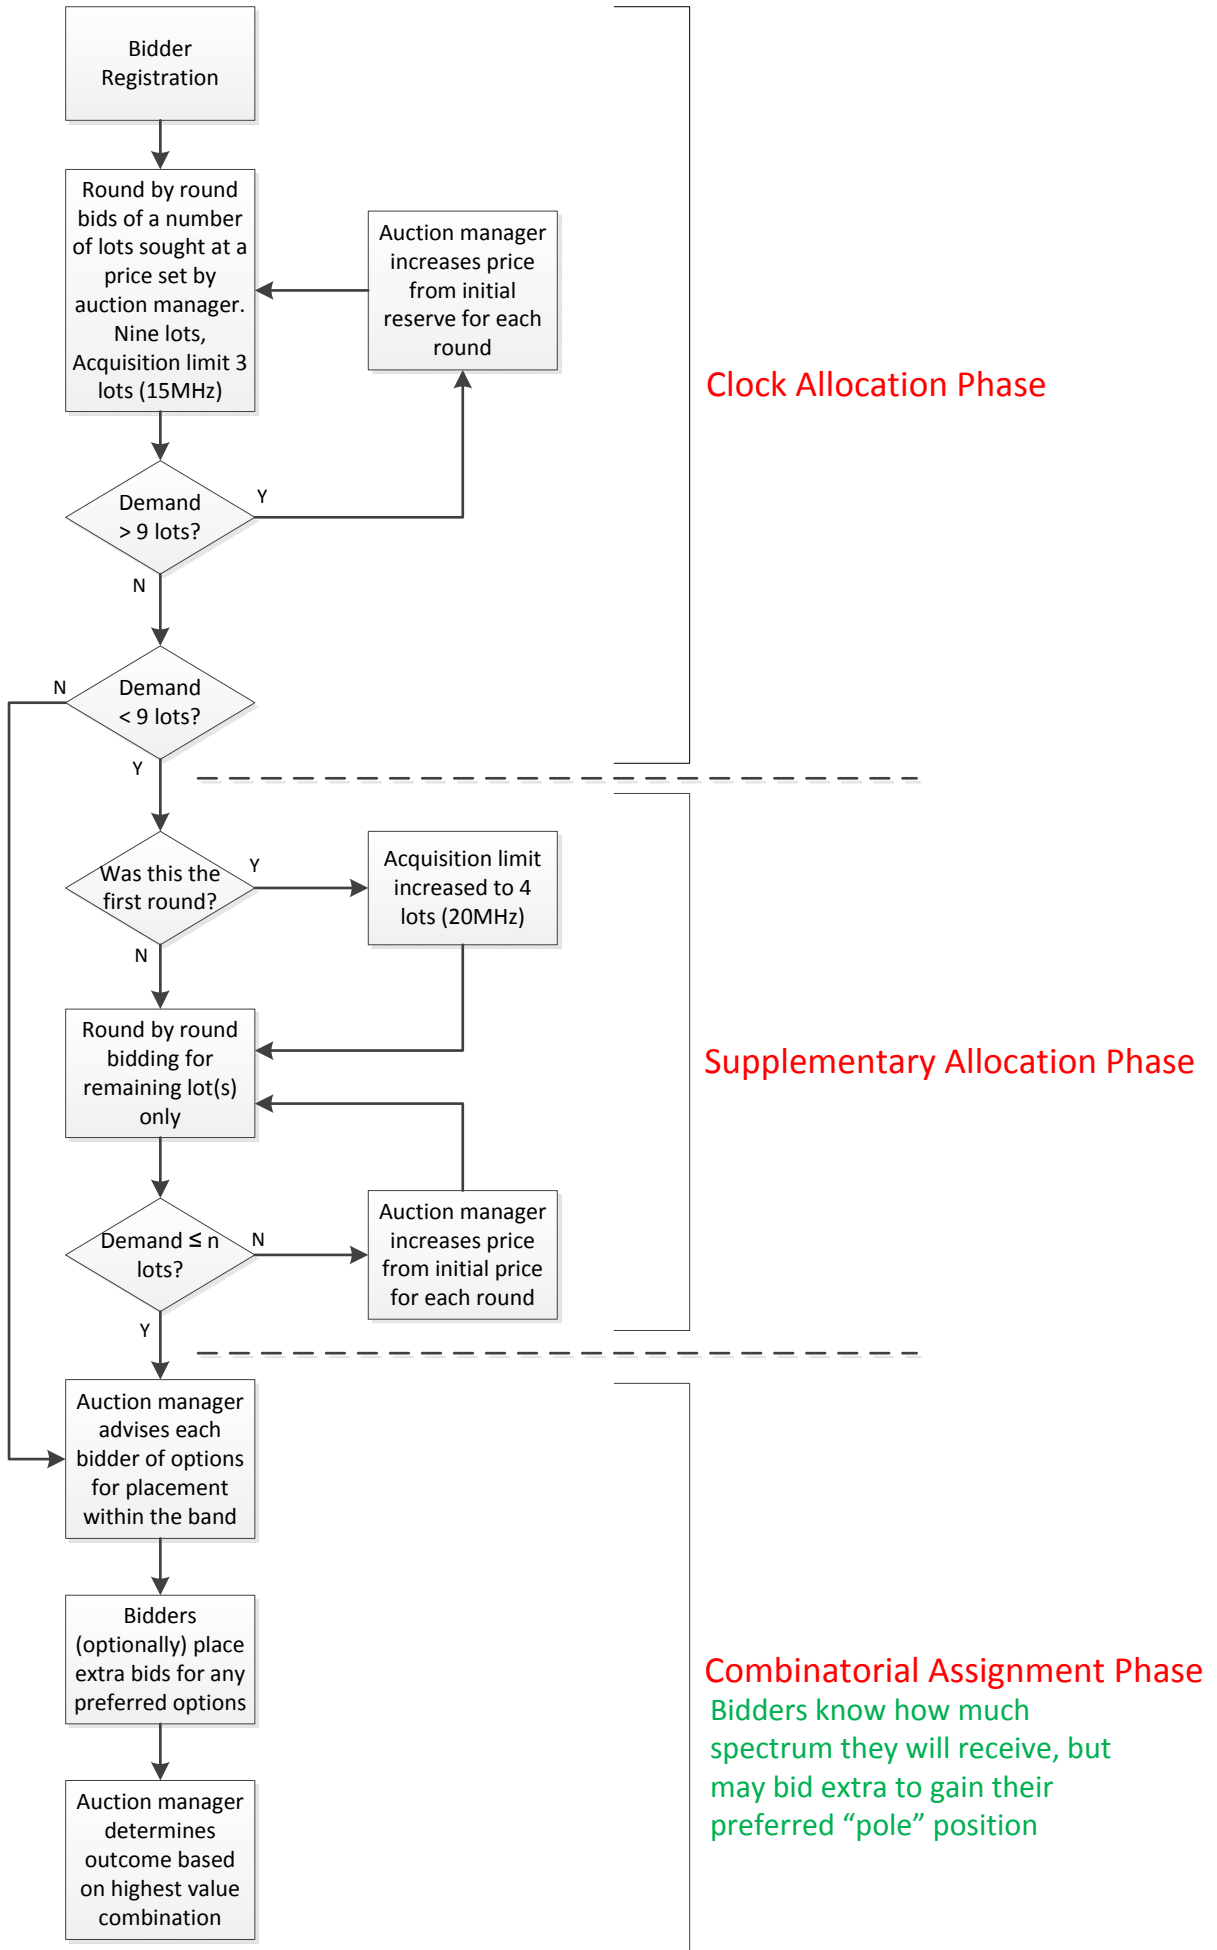 Bidder
Registration
Round by round
bids of a number
of lots sought at a
price set by
auction manager.
Nine lots,
Acquisition limit 3
lots (15MHz)
Auction manager
increases price
from initial
reserve for each
round
Clock Allocation Phase
Demand
> 9 lots?
Y
N
Demand
< 9 lots?
N
Y
Was this the
first round?
Y
N
Acquisition limit
increased to 4
lots (20MHz)
Round by round
bidding for
remaining lot(s)
only
Supplementary Allocation Phase
Demand ≤ n
lots?
N
Y
Auction manager
increases price
from initial price
for each round
Auction manager
advises each
bidder of options
for placement
within the band
Bidders
(optionally) place
extra bids for any
preferred options
Combinatorial Assignment Phase
Bidders know how much
spectrum they will receive, but
may bid extra to gain their
preferred “pole” position
Auction manager
determines
outcome based
on highest value
combination